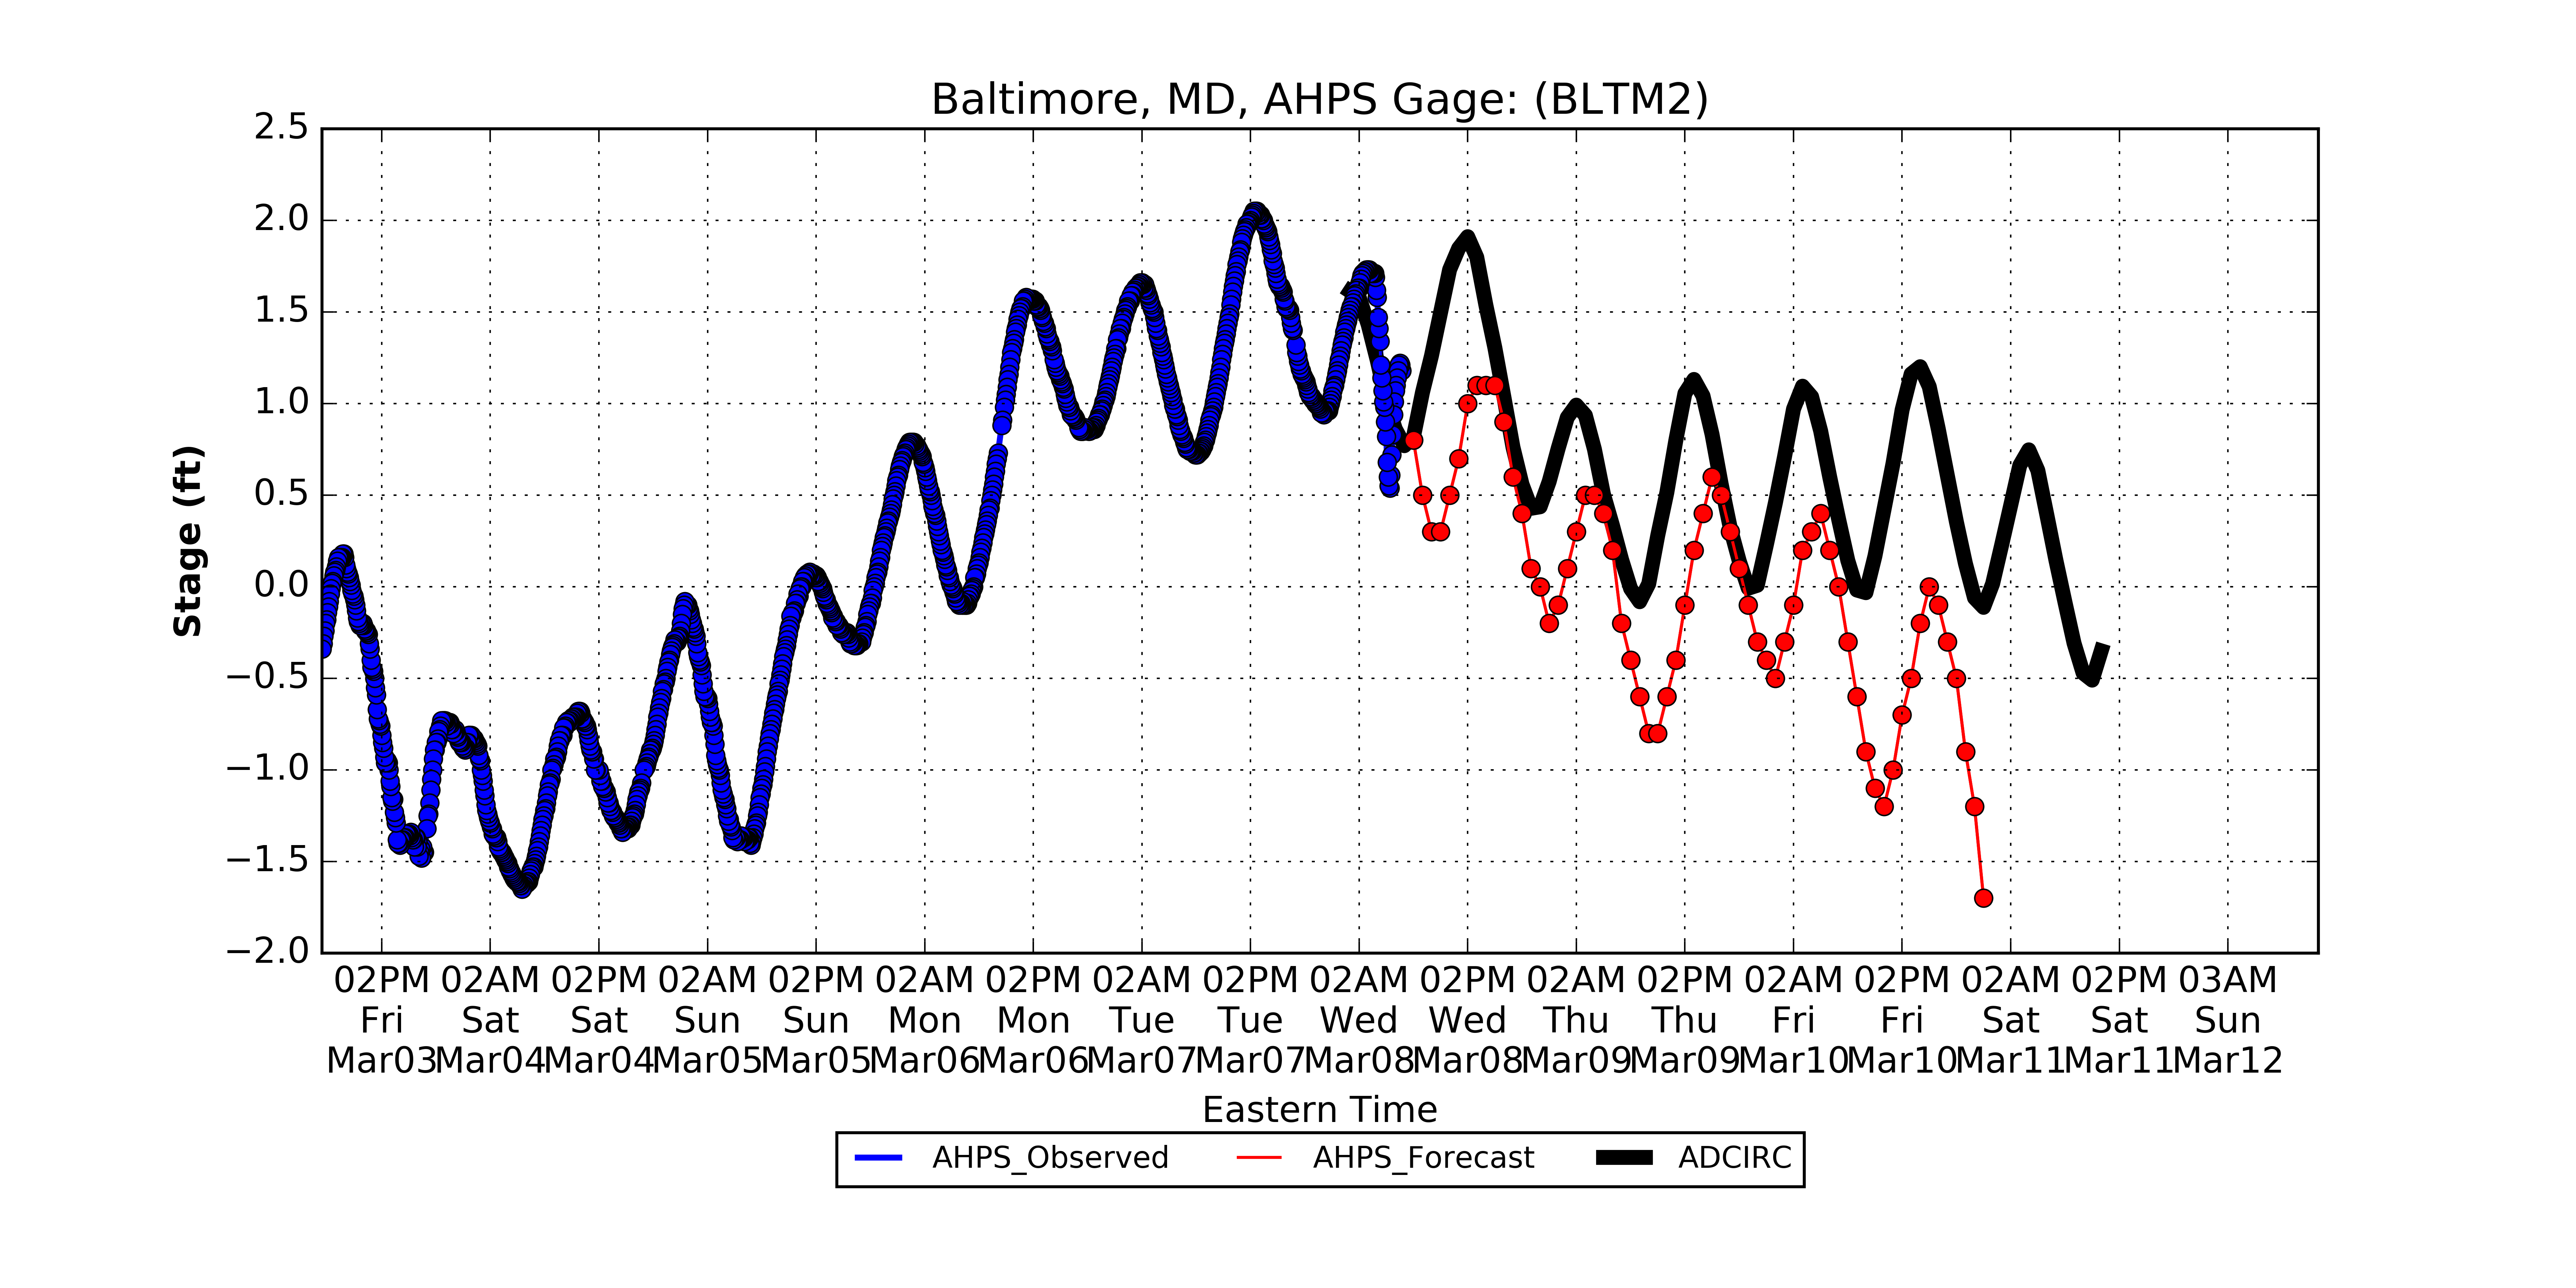 Baltimore, MD, AHPS Gage: (BLTM2)
2.5
2.0
1.5
1.0
0.5
0.0
−0.5
−1.0
−1.5
−2.0
Stage (ft)
02PM 02AM 02PM 02AM 02PM 02AM 02PM 02AM 02PM 02AM 02PM 02AM 02PM 02AM 02PM 02AM 02PM 03AM
Fri Sat Sat Sun Sun Mon Mon Tue Tue Wed Wed Thu Thu Fri Fri Sat Sat Sun
Mar03 Mar04 Mar04 Mar05 Mar05 Mar06 Mar06 Mar07 Mar07 Mar08 Mar08 Mar09 Mar09 Mar10 Mar10 Mar11 Mar11 Mar12
Eastern Time
AHPS_Observed AHPS_Forecast ADCIRC